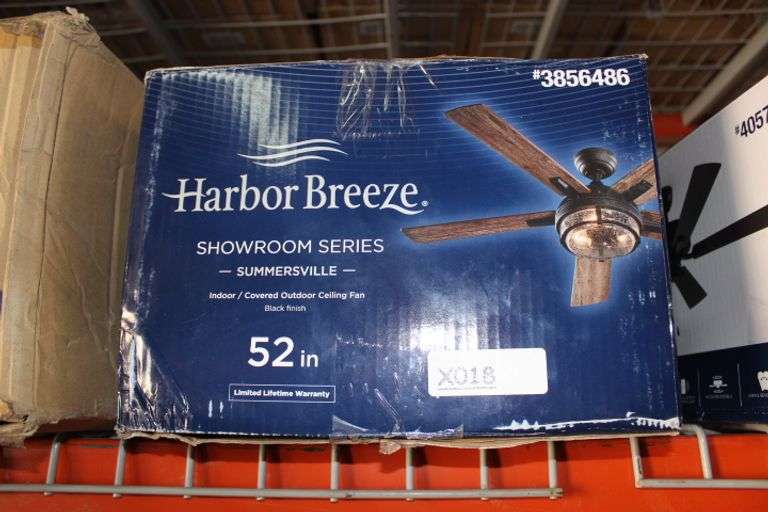 #3856486
Harbor Breeze®
SHOWROOM SERIES
— SUMMERSVILLE —
Indoor / Covered Outdoor Ceiling Fan
Black finish
52 in
Limited Lifetime Warranty
X018
#4057